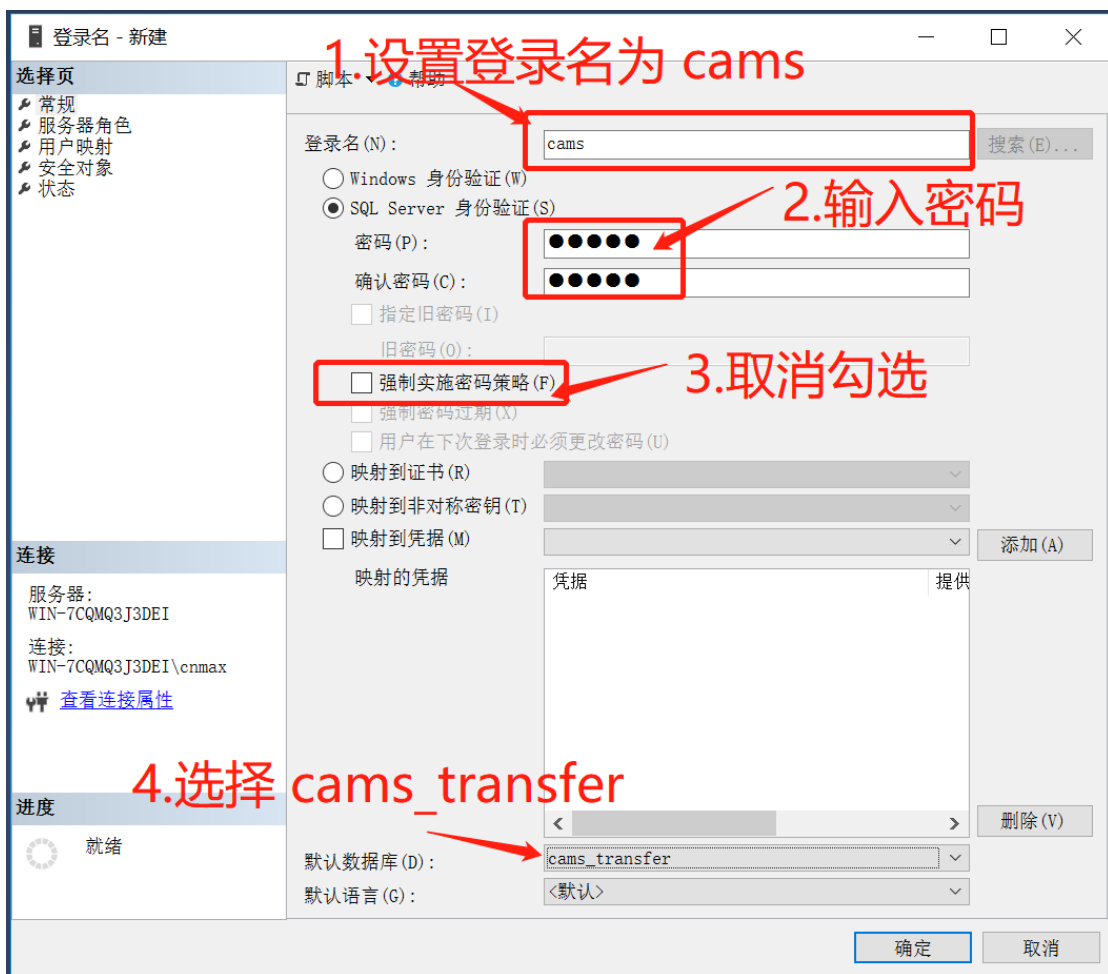 登录名 - 新建
1.设置登录名为 cams
选择页
常规
服务器角色
用户映射
安全对象
状态
脚本
帮助
登录名(N):
cams
搜索(E)...
Windows 身份验证(W)
SQL Server 身份验证(S)
2.输入密码
密码(P):
●●●●●
确认密码(C):
●●●●●
指定旧密码(I)
旧密码(O):
3.取消勾选
强制实施密码策略(F)
强制密码过期(X)
用户在下次登录时必须更改密码(U)
映射到证书(R)
映射到非对称密钥(T)
映射到凭据(M)
添加(A)
映射的凭据
凭据
提供
连接
服务器:
WIN-7CQMQ3J3DEI
连接:
WIN-7CQMQ3J3DEI\cnmax
查看连接属性
4.选择 cams_transfer
进度
就绪
删除(V)
默认数据库(D):
cams_transfer
默认语言(G):
<默认>
确定
取消